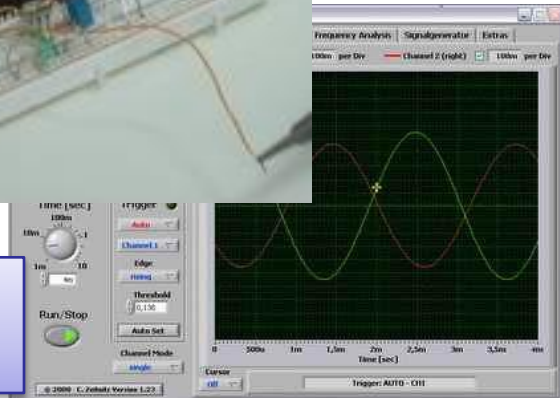 Frequency Analysis Signalgenerator Extras
100m per Div Channel 2 (right) 100m per Div
Time [sec]
100m
10m 1
1m 10
4m
Run/Stop
Trigger
Auto
Channel 1
Edge
rising
Threshold
0,130
Auto Set
Channel Mode
single
© 2008 C. Zeitnitz Version 1.23
0 500u 1m 1,5m 2m 2,5m 3m 3,5m 4m
Time [sec]
Cursor
off
Trigger: AUTO - CH1